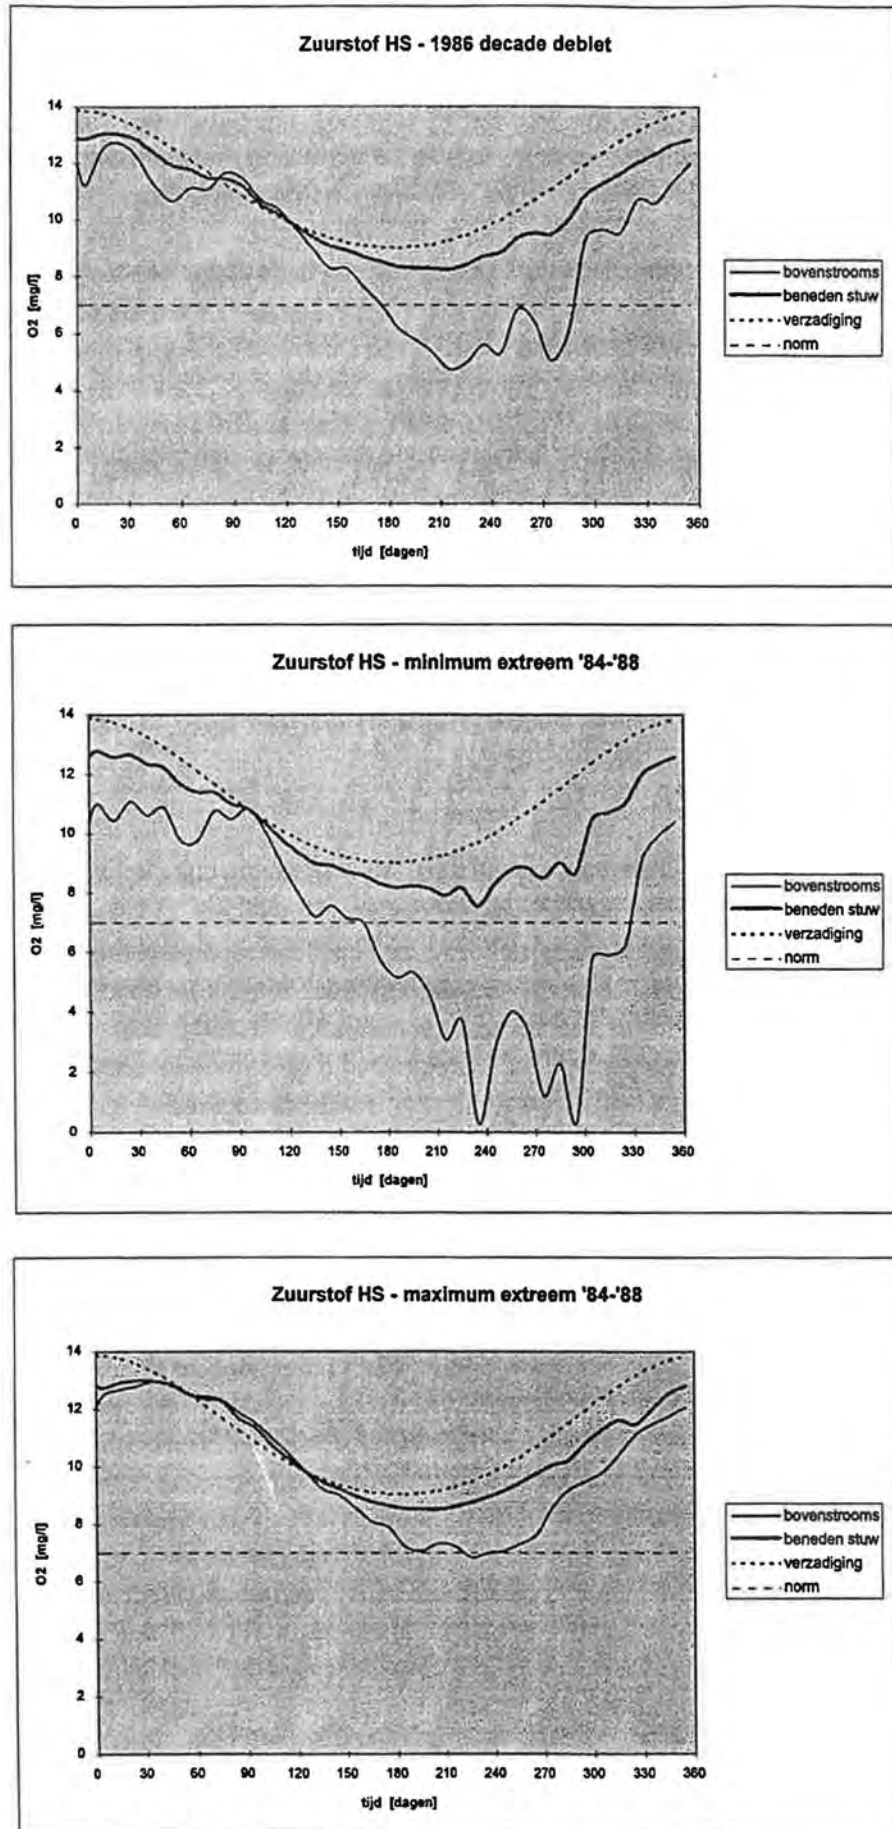 Zuurstof HS - 1986 decade debiet
14
12
10
8
6
4
2
0
O2 [mg/l]
0 30 60 90 120 150 180 210 240 270 300 330 360
tijd [dagen]
bovenstrooms
beneden stuw
verzadiging
norm
Zuurstof HS - minimum extreem '84-'88
14
12
10
8
6
4
2
0
O2 [mg/l]
0 30 60 90 120 150 180 210 240 270 300 330 360
tijd [dagen]
bovenstrooms
beneden stuw
verzadiging
norm
Zuurstof HS - maximum extreem '84-'88
14
12
10
8
6
4
2
0
O2 [mg/l]
0 30 60 90 120 150 180 210 240 270 300 330 360
tijd [dagen]
bovenstrooms
beneden stuw
verzadiging
norm